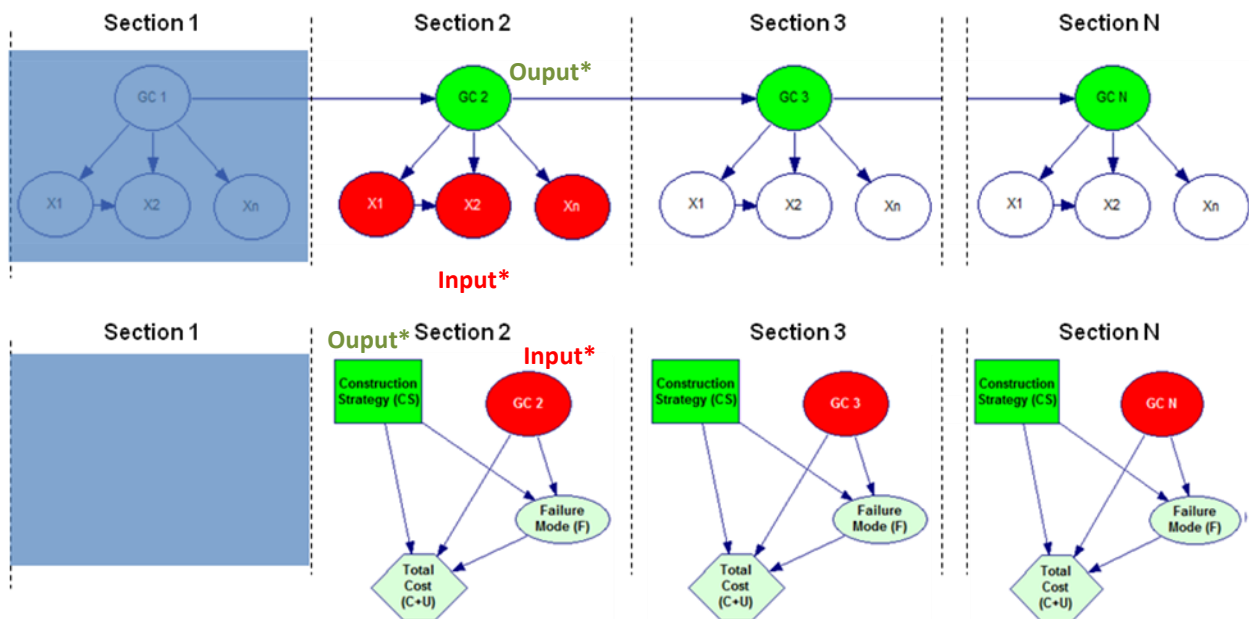 Section 1
Section 2
Section 3
Section N
Ouput*
GC 1
GC 2
GC 3
GC N
X1
X2
Xn
X1
X2
Xn
X1
X2
Xn
X1
X2
Xn
Input*
Section 1
Section 2
Section 3
Section N
Ouput*
Input*
Construction
Strategy (CS)
GC 2
Construction
Strategy (CS)
GC 3
Construction
Strategy (CS)
GC N
Failure
Mode (F)
Failure
Mode (F)
Failure
Mode (F)
Total
Cost
(C+U)
Total
Cost
(C+U)
Total
Cost
(C+U)